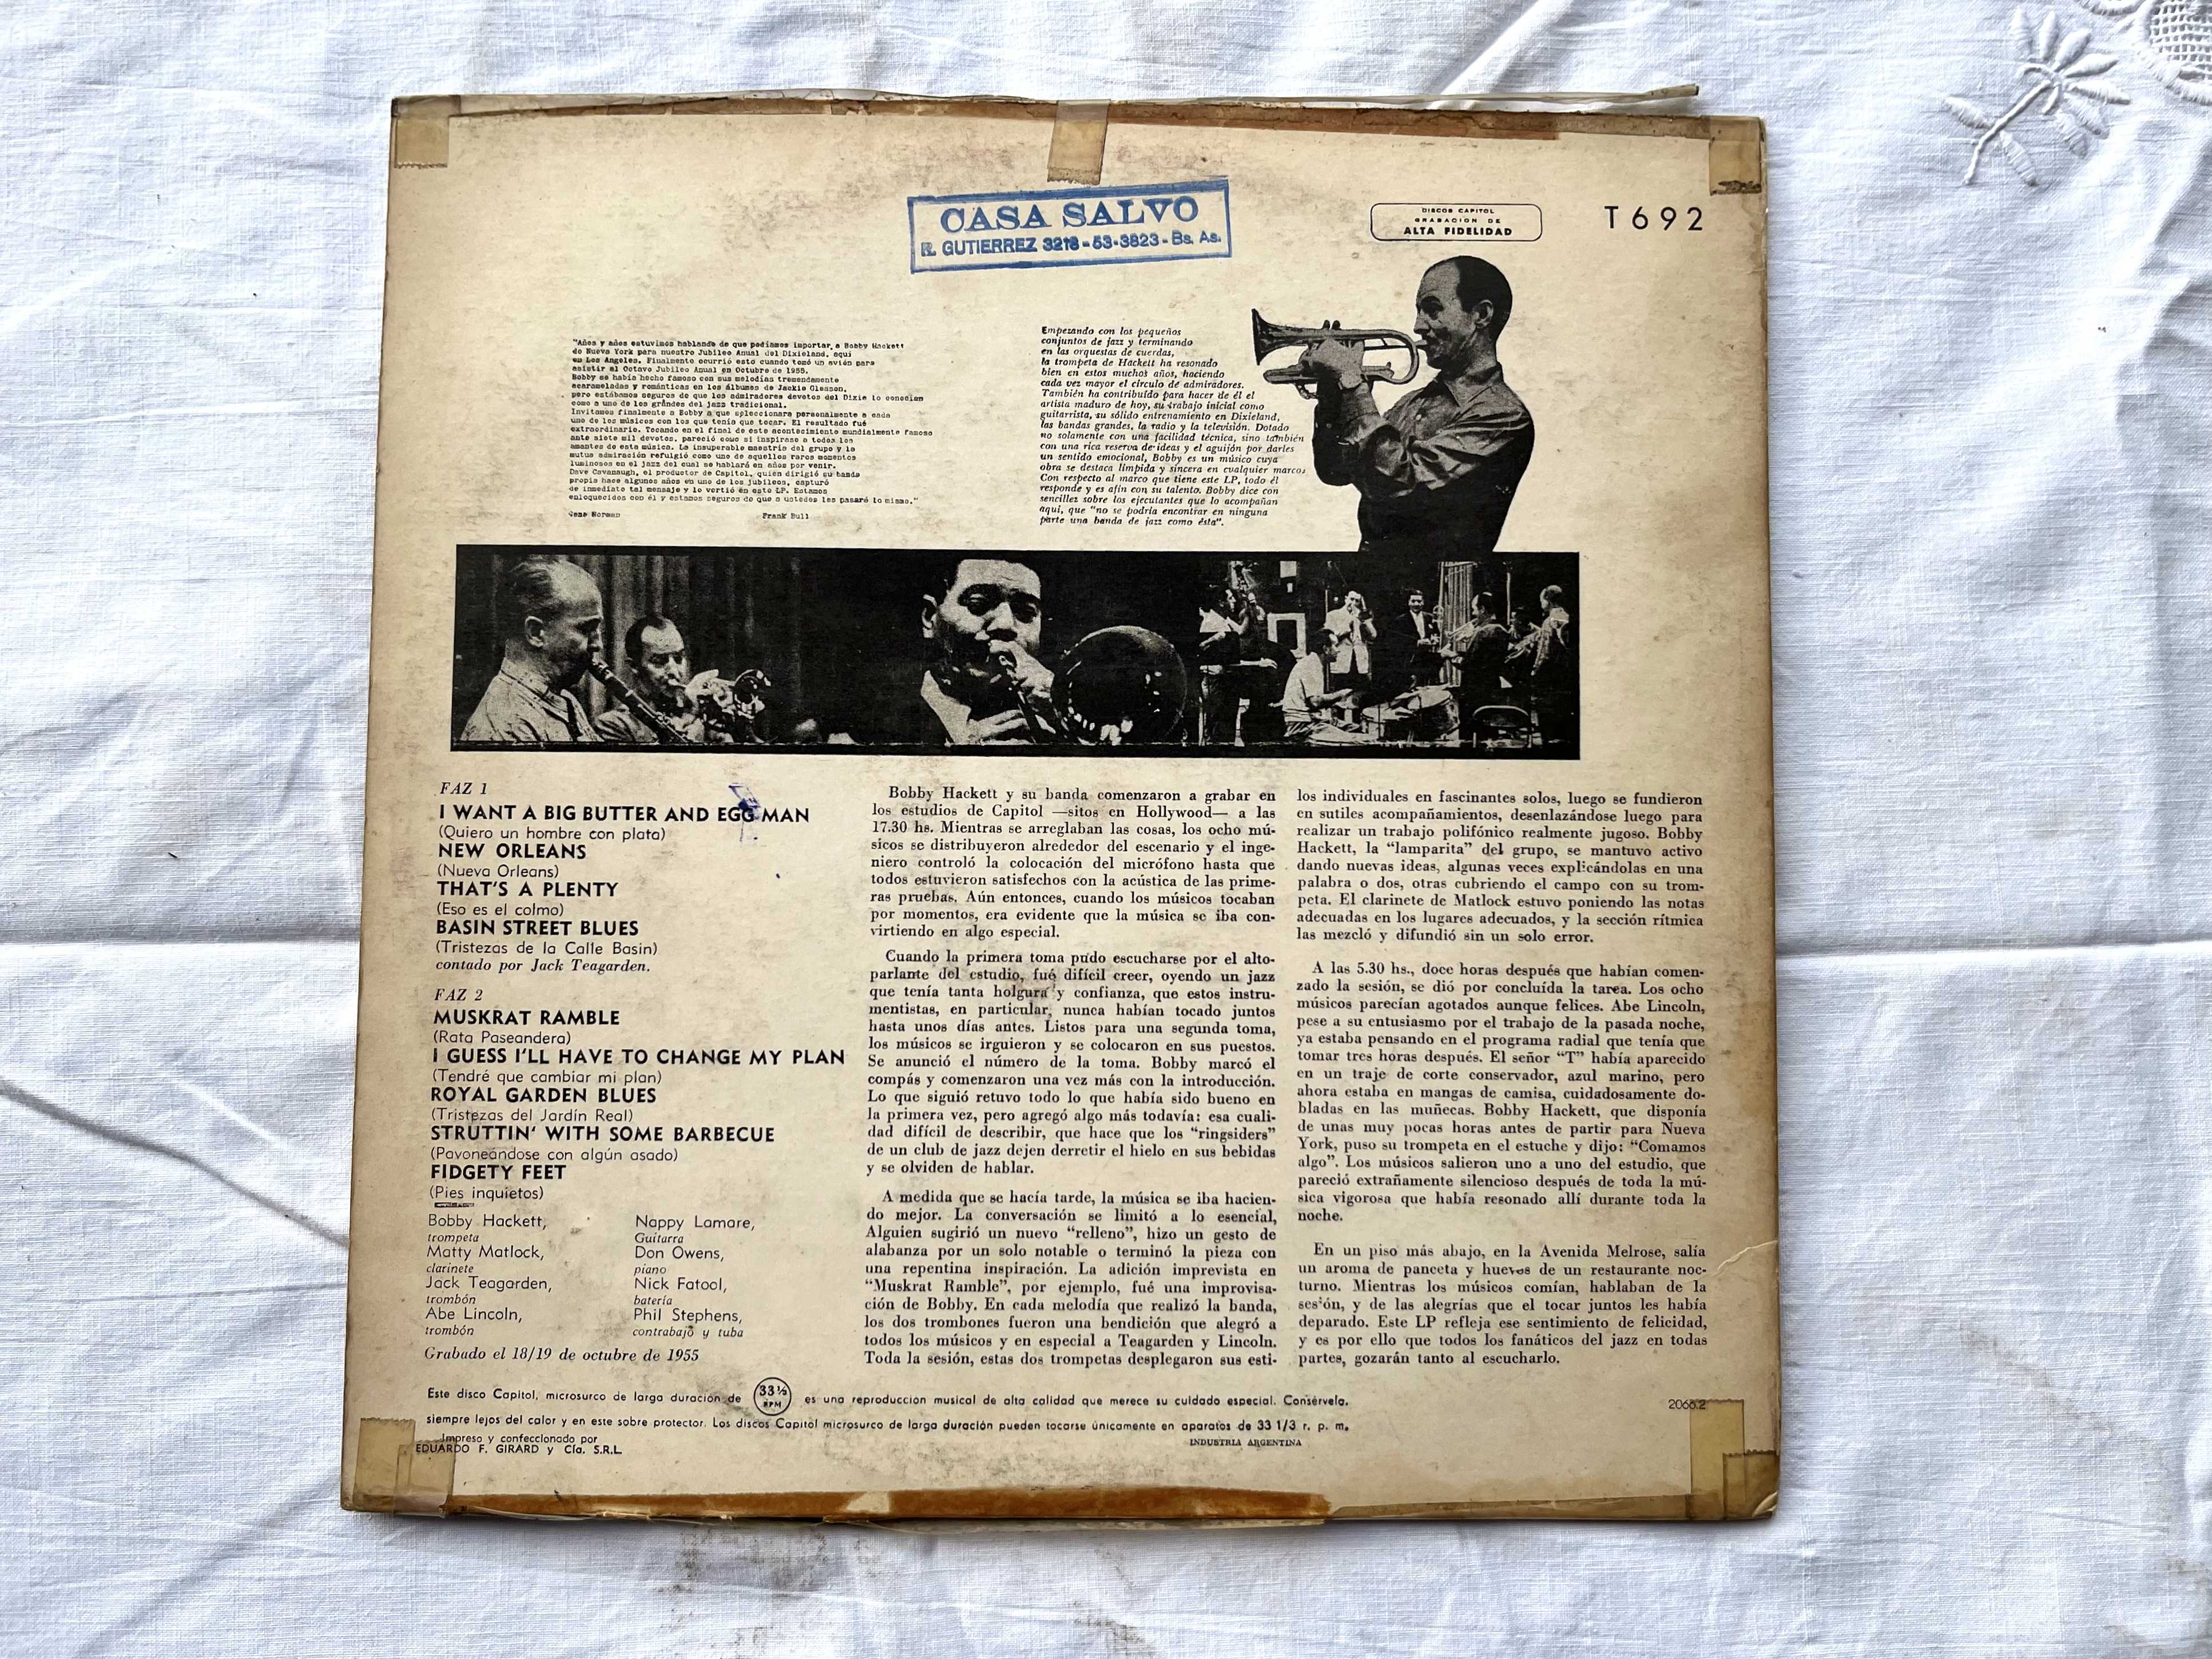 CASA SALVO
R. GUTIERREZ 3218 - 53-3823 - Bs. As.
DISCOS CAPITOL
GRABACION DE
ALTA FIDELIDAD
T692
"Años y años estuvimos hablando de que podíamos importar a Bobby Hackett
de Nueva York para nuestro Jubileo Anual del Dixieland, aquí
en Los Angeles. Finalmente ocurrió esto cuando tomó un avión para
asistir al Octavo Jubileo Anual en Octubre de 1955.
Bobby se había hecho famoso con sus melodías tremendamente
acarameladas y románticas en los álbumes de Jackie Gleason,
pero estábamos seguros de que los admiradores devotos del Dixie lo conocían
como a uno de los grandes del jazz tradicional.
Invitamos finalmente a Bobby a que seleccionara personalmente a cada
uno de los músicos con los que tenía que tocar. El resultado fué
extraordinario. Tocando en el final de este acontecimiento mundialmente famoso
ante siete mil devotos, pareció como si inspirase a todos los
amantes de esta música. La insuperable maestría del grupo y la
mutua admiración refulgió como uno de aquellos raros momentos
luminosos en el jazz del cual se hablará en años por venir.
Dave Cavanaugh, el productor de Capitol, quien dirigió su banda
propia hace algunos años en uno de los jubileos, capturó
de inmediato tal mensaje y lo vertió en este LP. Estamos
enloquecidos con él y estamos seguros de que a ustedes les pasará lo mismo."
Gene Norman Frank Bull
Empezando con los pequeños
conjuntos de jazz y terminando
en las orquestas de cuerdas,
la trompeta de Hackett ha resonado
bien en estos muchos años, haciendo
cada vez mayor el círculo de admiradores.
También ha contribuído para hacer de él el
artista maduro de hoy, su trabajo inicial como
guitarrista, su sólido entrenamiento en Dixieland,
las bandas grandes, la radio y la televisión. Dotado
no solamente con una facilidad técnica, sino también
con una rica reserva de ideas y el aguijón por darles
un sentido emocional, Bobby es un músico cuya
obra se destaca límpida y sincera en cualquier marco.
Con respecto al marco que tiene este LP, todo él
responde y es afín con su talento. Bobby dice con
sencillez sobre los ejecutantes que lo acompañan
aquí, que "no se podría encontrar en ninguna
parte una banda de jazz como ésta".
FAZ 1
I WANT A BIG BUTTER AND EGG MAN
(Quiero un hombre con plata)
NEW ORLEANS
(Nueva Orleans)
THAT'S A PLENTY
(Eso es el colmo)
BASIN STREET BLUES
(Tristezas de la Calle Basin)
contado por Jack Teagarden.
FAZ 2
MUSKRAT RAMBLE
(Rata Paseandera)
I GUESS I'LL HAVE TO CHANGE MY PLAN
(Tendré que cambiar mi plan)
ROYAL GARDEN BLUES
(Tristezas del Jardín Real)
STRUTTIN' WITH SOME BARBECUE
(Pavoneándose con algún asado)
FIDGETY FEET
(Pies inquietos)
Bobby Hackett,
trompeta
Matty Matlock,
clarinete
Jack Teagarden,
trombón
Abe Lincoln,
trombón
Nappy Lamare,
Guitarra
Don Owens,
piano
Nick Fatool,
batería
Phil Stephens,
contrabajo y tuba
Grabado el 18/19 de octubre de 1955
Bobby Hackett y su banda comenzaron a grabar en
los estudios de Capitol —sitos en Hollywood— a las
17.30 hs. Mientras se arreglaban las cosas, los ocho mú-
sicos se distribuyeron alrededor del escenario y el inge-
niero controló la colocación del micrófono hasta que
todos estuvieron satisfechos con la acústica de las prime-
ras pruebas. Aún entonces, cuando los músicos tocaban
por momentos, era evidente que la música se iba con-
virtiendo en algo especial.
Cuando la primera toma pudo escucharse por el alto-
parlante del estudio, fué difícil creer, oyendo un jazz
que tenía tanta holgura y confianza, que estos instru-
mentistas, en particular, nunca habían tocado juntos
hasta unos días antes. Listos para una segunda toma,
los músicos se irguieron y se colocaron en sus puestos.
Se anunció el número de la toma. Bobby marcó el
compás y comenzaron una vez más con la introducción.
Lo que siguió retuvo todo lo que había sido bueno en
la primera vez, pero agregó algo más todavía: esa cuali-
dad difícil de describir, que hace que los "ringsiders"
de un club de jazz dejen derretir el hielo en sus bebidas
y se olviden de hablar.
A medida que se hacía tarde, la música se iba hacien-
do mejor. La conversación se limitó a lo esencial,
Alguien sugirió un nuevo "relleno", hizo un gesto de
alabanza por un solo notable o terminó la pieza con
una repentina inspiración. La adición imprevista en
"Muskrat Ramble", por ejemplo, fué una improvisa-
ción de Bobby. En cada melodía que realizó la banda,
los dos trombones fueron una bendición que alegró a
todos los músicos y en especial a Teagarden y Lincoln.
Toda la sesión, estas dos trompetas desplegaron sus esti-
los individuales en fascinantes solos, luego se fundieron
en sutiles acompañamientos, desenlazándose luego para
realizar un trabajo polifónico realmente jugoso. Bobby
Hackett, la "lamparita" del grupo, se mantuvo activo
dando nuevas ideas, algunas veces explicándolas en una
palabra o dos, otras cubriendo el campo con su trom-
peta. El clarinete de Matlock estuvo poniendo las notas
adecuadas en los lugares adecuados, y la sección rítmica
las mezcló y difundió sin un solo error.
A las 5.30 hs., doce horas después que habían comen-
zado la sesión, se dió por concluída la tarea. Los ocho
músicos parecían agotados aunque felices. Abe Lincoln,
pese a su entusiasmo por el trabajo de la pasada noche,
ya estaba pensando en el programa radial que tenía que
tomar tres horas después. El señor "T" había aparecido
en un traje de corte conservador, azul marino, pero
ahora estaba en mangas de camisa, cuidadosamente do-
bladas en las muñecas. Bobby Hackett, que disponía
de unas muy pocas horas antes de partir para Nueva
York, puso su trompeta en el estuche y dijo: "Comamos
algo". Los músicos salieron uno a uno del estudio, que
pareció extrañamente silencioso después de toda la mú-
sica vigorosa que había resonado allí durante toda la
noche.
En un piso más abajo, en la Avenida Melrose, salía
un aroma de panceta y huevos de un restaurante noc-
turno. Mientras los músicos comían, hablaban de la
sesión, y de las alegrías que el tocar juntos les había
deparado. Este LP refleja ese sentimiento de felicidad,
y es por ello que todos los fanáticos del jazz en todas
partes, gozarán tanto al escucharlo.
Este disco Capitol, microsurco de larga duración de 33 1/3 RPM es una reproduccion musical de alta calidad que merece su cuidado especial. Consérvela,
siempre lejos del calor y en este sobre protector. Los discos Capitol microsurco de larga duración pueden tocarse únicamente en aparatos de 33 1/3 r. p. m.
Impreso y confeccionado por
EDUARDO F. GIRARD y Cía. S.R.L.
INDUSTRIA ARGENTINA